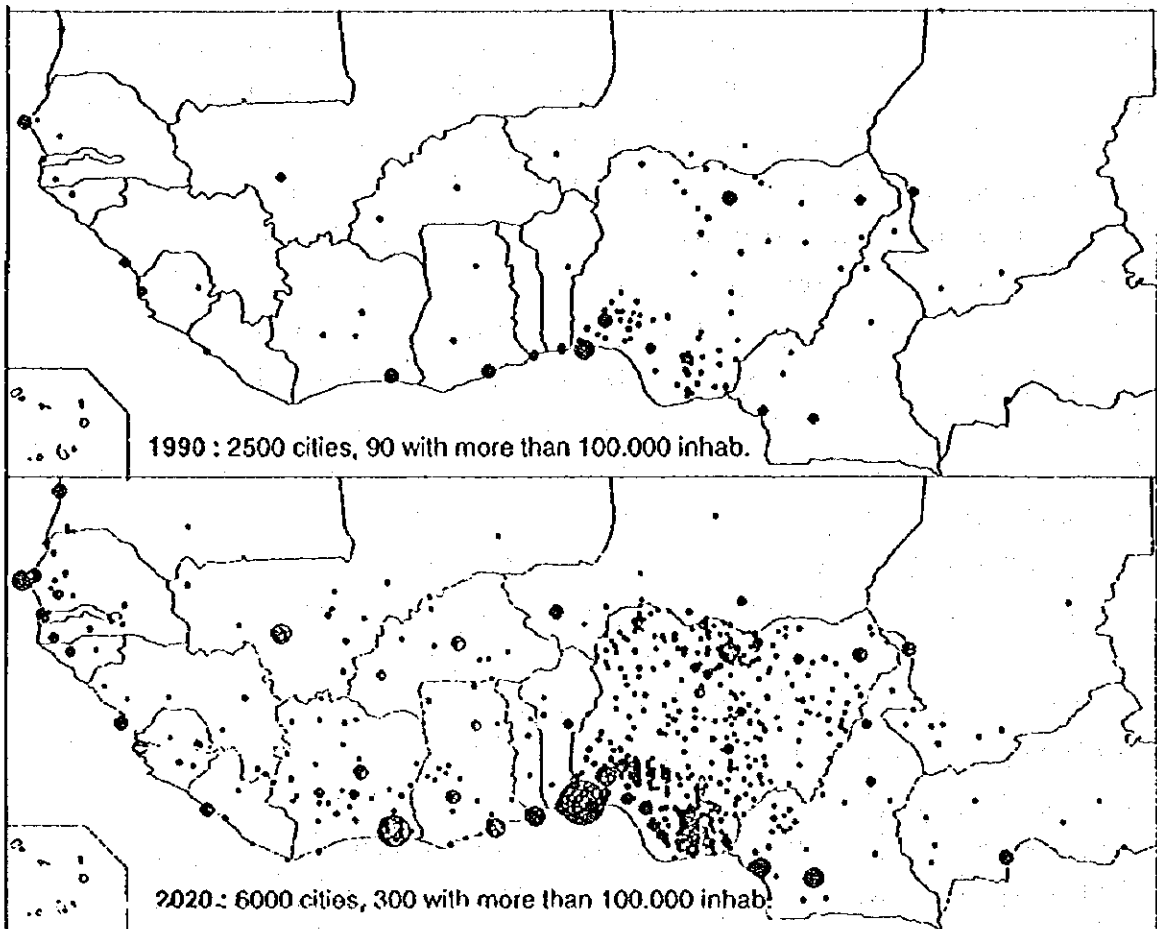 1990 : 2500 cities, 90 with more than 100.000 inhab.
2020 : 6000 cities, 300 with more than 100.000 inhab.